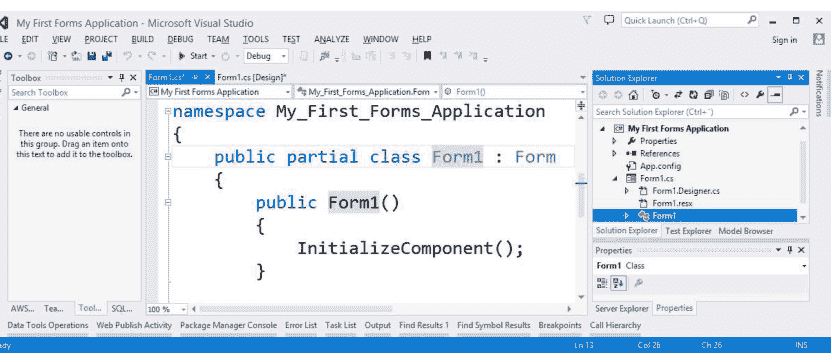 My First Forms Application - Microsoft Visual Studio
Quick Launch (Ctrl+Q)
EDIT VIEW PROJECT BUILD DEBUG TEAM TOOLS TEST ANALYZE WINDOW HELP
Sign in
Start
Debug
Toolbox
Search Toolbox
General
There are no usable controls in
this group. Drag an item onto
this text to add it to the toolbox.
AWS... Tea... Tool... SQL...
Form1.cs* Form1.cs [Design]*
My First Forms Application My_First_Forms_Application.Forn Form1()
namespace My_First_Forms_Application
{
public partial class Form1 : Form
{
public Form1()
{
InitializeComponent();
}
100 %
Solution Explorer
Search Solution Explorer (Ctrl+')
My First Forms Application
Properties
References
App.config
Form1.cs
Form1.Designer.cs
Form1.resx
Form1
Solution Explorer Test Explorer Model Browser
Properties
Form1 Class
Server Explorer Properties
Notifications
Data Tools Operations Web Publish Activity Package Manager Console Error List Task List Output Find Results 1 Find Symbol Results Breakpoints Call Hierarchy
Ln 13 Col 26 Ch 26 INS